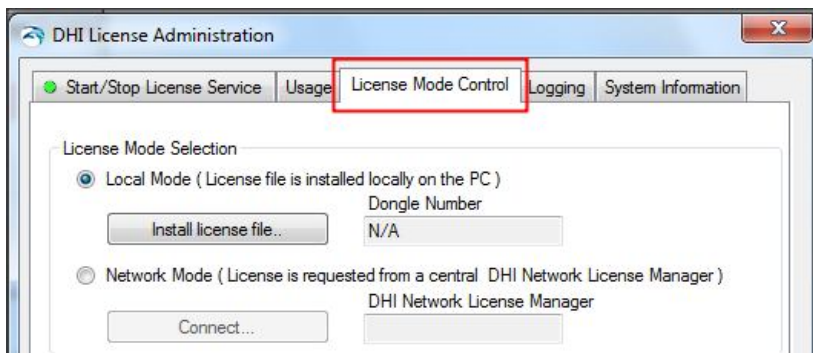 DHI License Administration
Start/Stop License Service Usage License Mode Control Logging System Information
License Mode Selection
Local Mode ( License file is installed locally on the PC )
Dongle Number
Install license file.. N/A
Network Mode ( License is requested from a central DHI Network License Manager )
DHI Network License Manager
Connect...